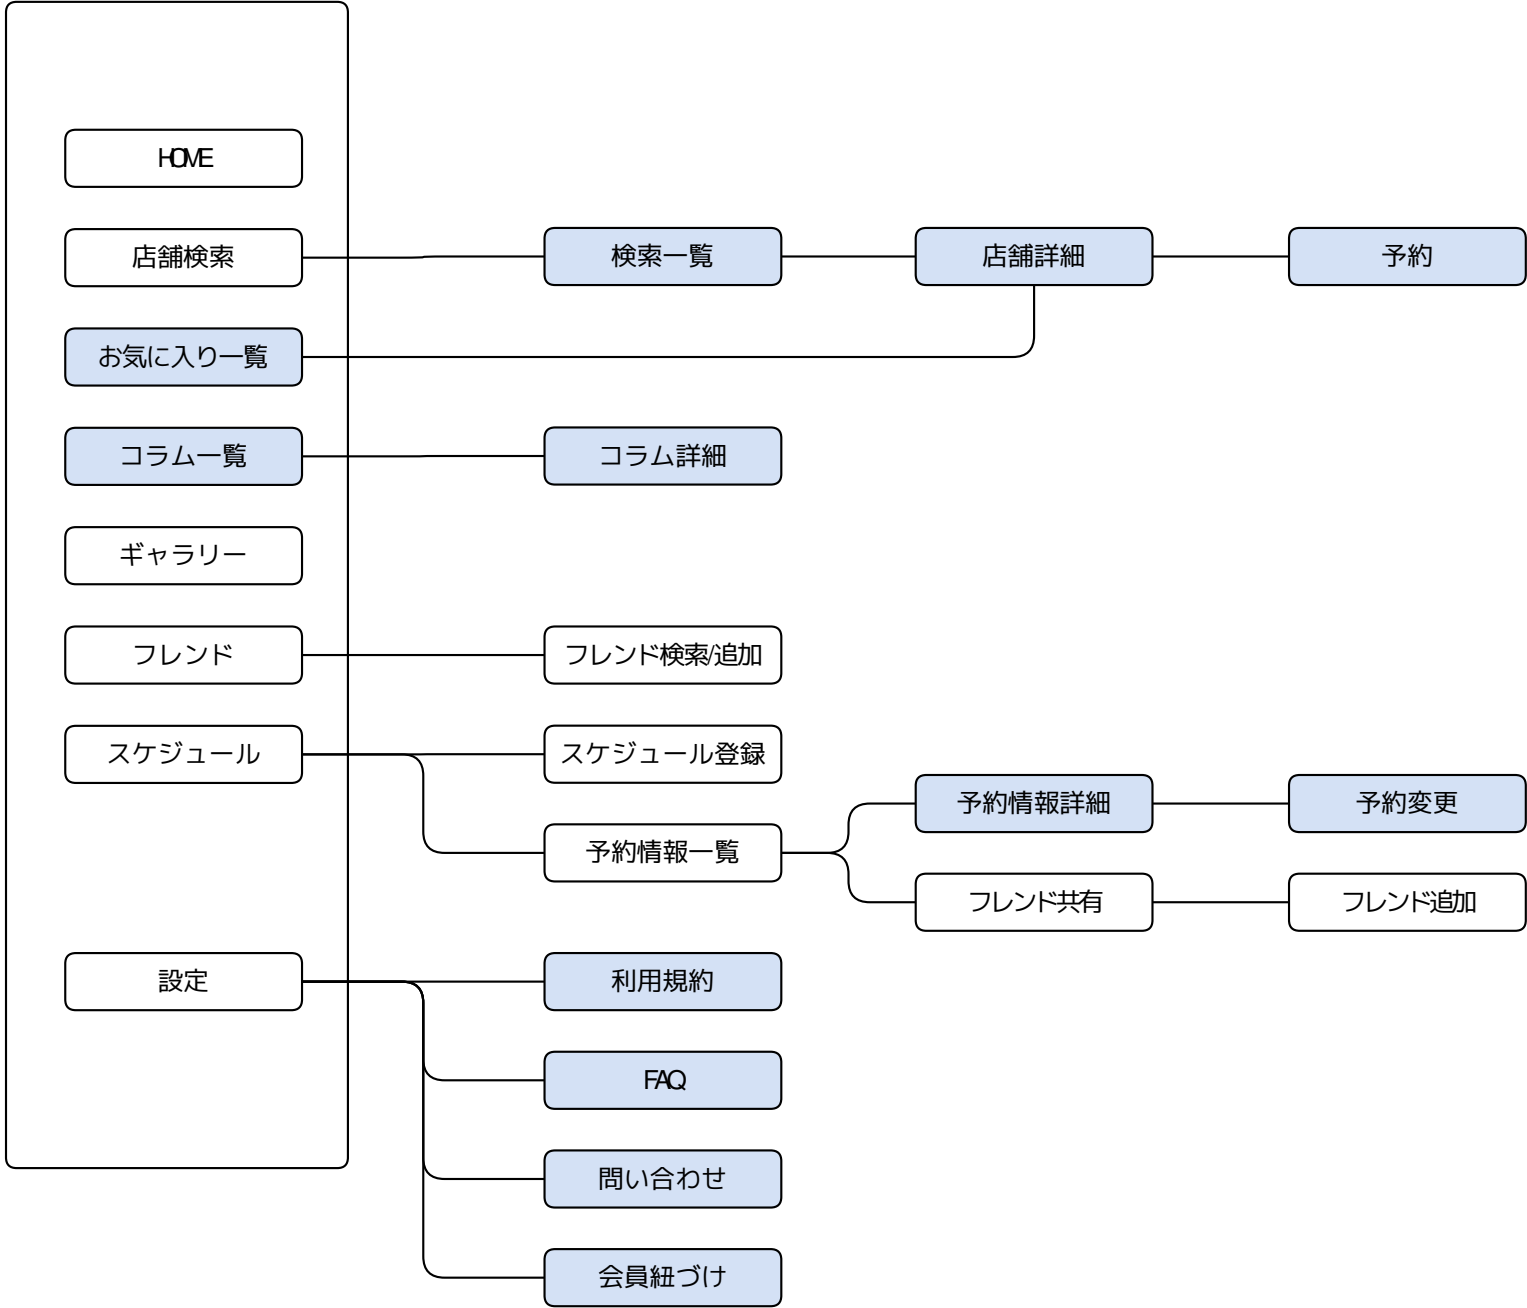 HOME
店舗検索
検索一覧
店舗詳細
予約
お気に入り一覧
コラム一覧
コラム詳細
ギャラリー
フレンド
フレンド検索/追加
スケジュール
スケジュール登録
予約情報一覧
予約情報詳細
予約変更
フレンド共有
フレンド追加
設定
利用規約
FAQ
問い合わせ
会員紐づけ